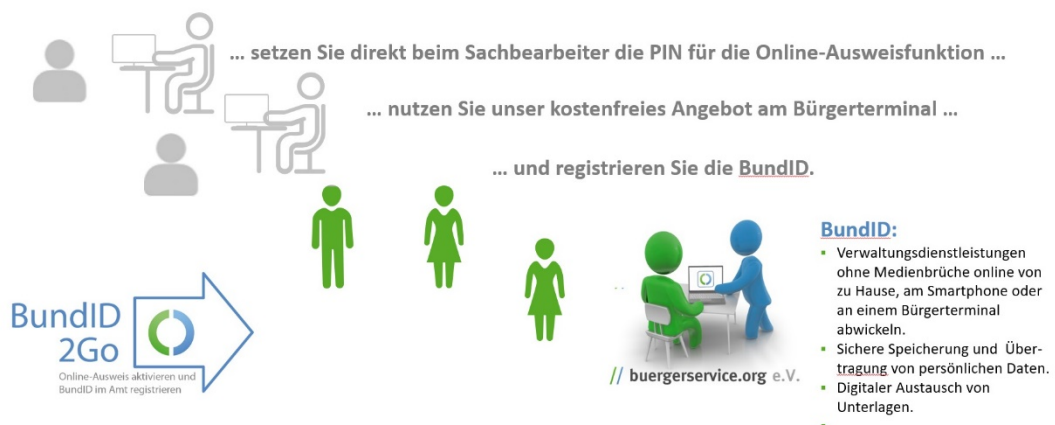 ... setzen Sie direkt beim Sachbearbeiter die PIN für die Online-Ausweisfunktion ...
... nutzen Sie unser kostenfreies Angebot am Bürgerterminal ...
... und registrieren Sie die BundID.
BundID
2Go
Online-Ausweis aktivieren und
BundID im Amt registrieren
// buergerservice.org e.V.
BundID:
▪ Verwaltungsdienstleistungen
ohne Medienbrüche online von
zu Hause, am Smartphone oder
an einem Bürgerterminal
abwickeln.
▪ Sichere Speicherung und Über-
tragung von persönlichen Daten.
▪ Digitaler Austausch von
Unterlagen.